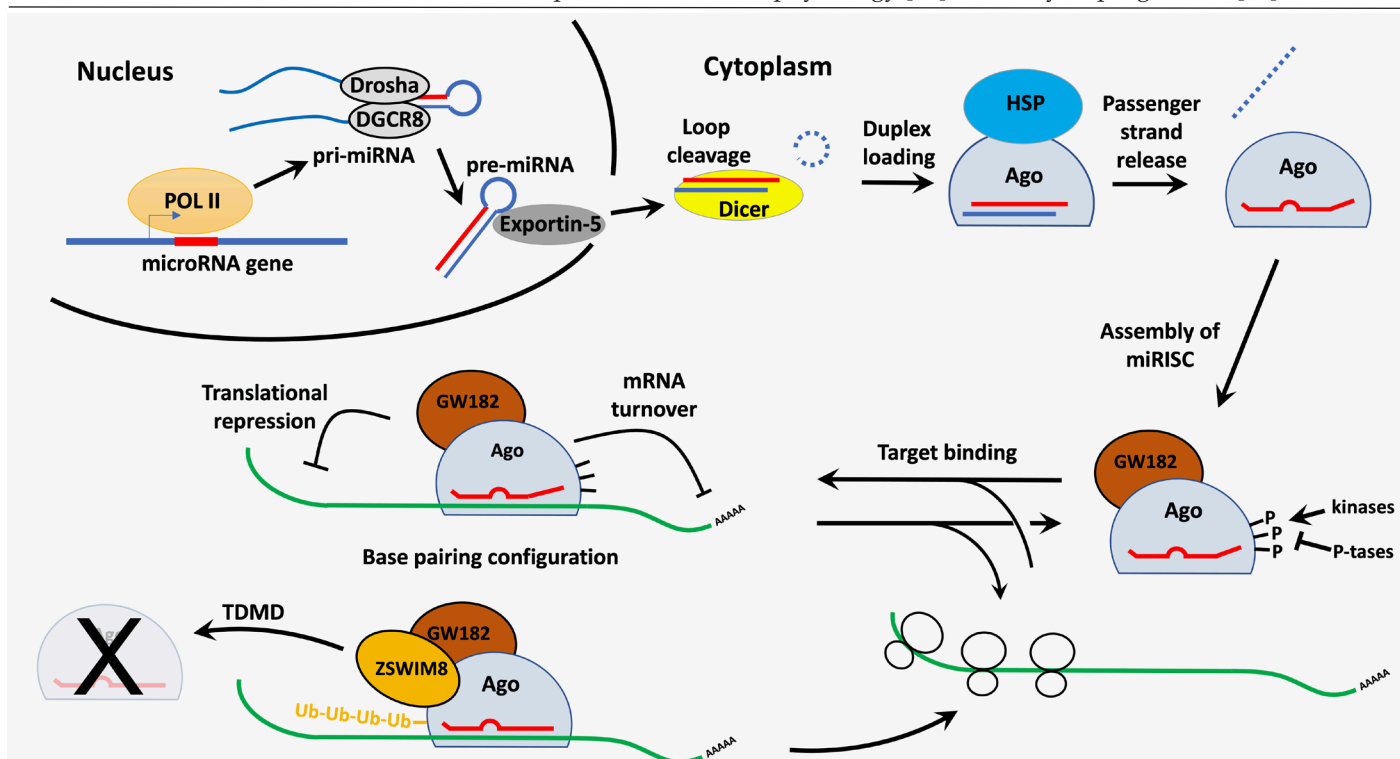 Nucleus
Drosha
DGCR8
pri-miRNA
pre-miRNA
POL II
microRNA gene
Exportin-5
Cytoplasm
Loop
cleavage
Dicer
Duplex
loading
HSP
Ago
Passenger
strand
release
Ago
Assembly of
miRISC
Translational
repression
GW182
Ago
mRNA
turnover
AAAAA
Target binding
GW182
Ago
P
P
P
kinases
P-tases
Base pairing configuration
TDMD
Ago
GW182
ZSWIM8
Ago
Ub-Ub-Ub-Ub
AAAAA
AAAAA